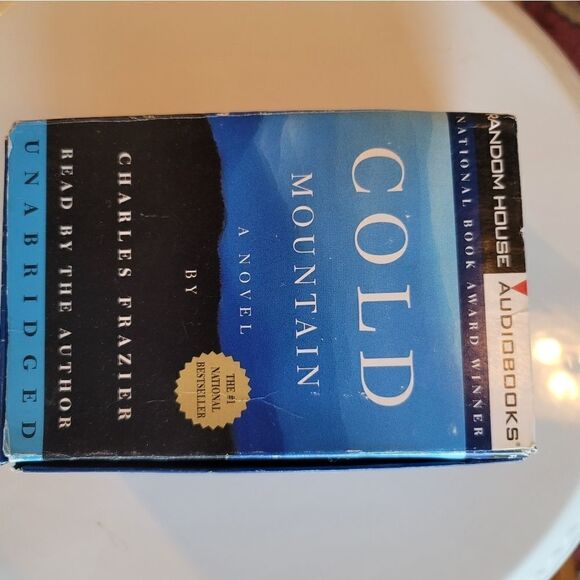 RANDOM HOUSE AUDIOBOOKS
NATIONAL BOOK AWARD WINNER
COLD
MOUNTAIN
A NOVEL
BY
THE #1
NATIONAL
BESTSELLER
CHARLES FRAZIER
READ BY THE AUTHOR
UNABRIDGED